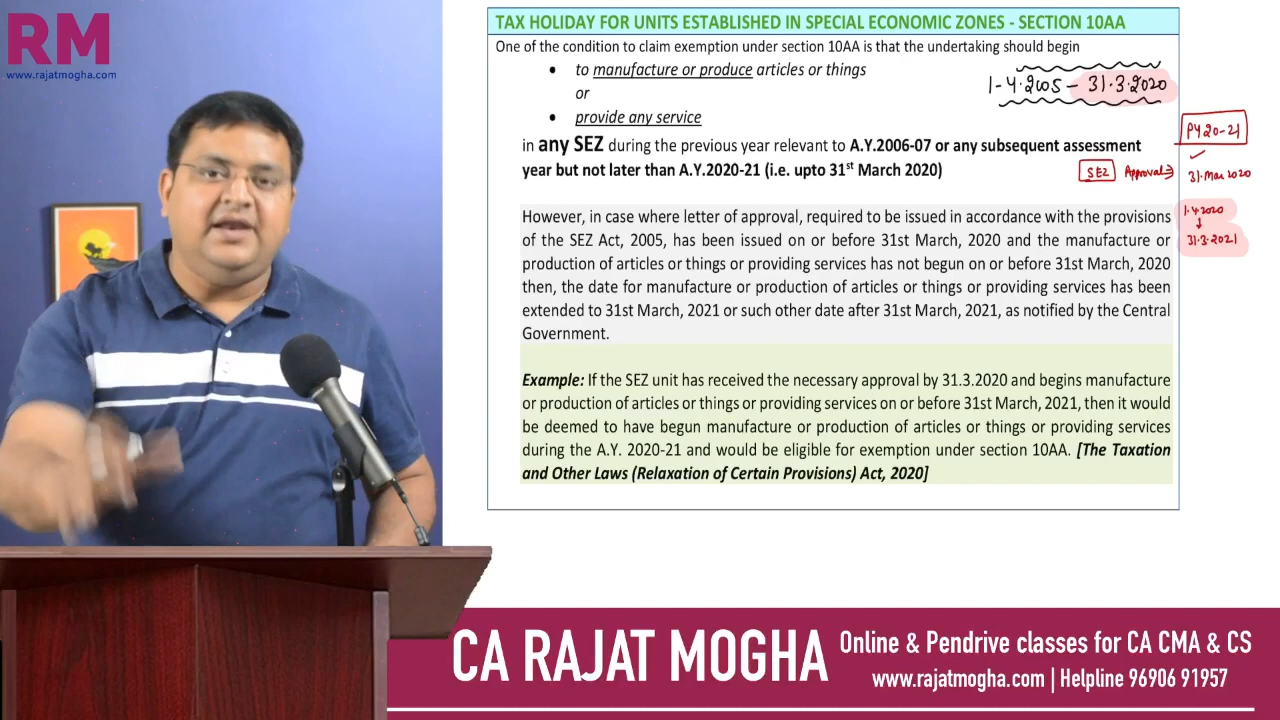 RM
www.rajatmogha.com
TAX HOLIDAY FOR UNITS ESTABLISHED IN SPECIAL ECONOMIC ZONES - SECTION 10AA
One of the condition to claim exemption under section 10AA is that the undertaking should begin
• to manufacture or produce articles or things
or
• provide any service
1-4-2005 - 31.3.2020
in any SEZ during the previous year relevant to A.Y.2006-07 or any subsequent assessment
year but not later than A.Y.2020-21 (i.e. upto 31st March 2020)
PY 20-21
SEZ Approval⇒ 31.Mar 2020
1.4.2020
↓
31.3.2021
However, in case where letter of approval, required to be issued in accordance with the provisions
of the SEZ Act, 2005, has been issued on or before 31st March, 2020 and the manufacture or
production of articles or things or providing services has not begun on or before 31st March, 2020
then, the date for manufacture or production of articles or things or providing services has been
extended to 31st March, 2021 or such other date after 31st March, 2021, as notified by the Central
Government.
Example: If the SEZ unit has received the necessary approval by 31.3.2020 and begins manufacture
or production of articles or things or providing services on or before 31st March, 2021, then it would
be deemed to have begun manufacture or production of articles or things or providing services
during the A.Y. 2020-21 and would be eligible for exemption under section 10AA. [The Taxation
and Other Laws (Relaxation of Certain Provisions) Act, 2020]
CA RAJAT MOGHA
Online & Pendrive classes for CA CMA & CS
www.rajatmogha.com | Helpline 96906 91957